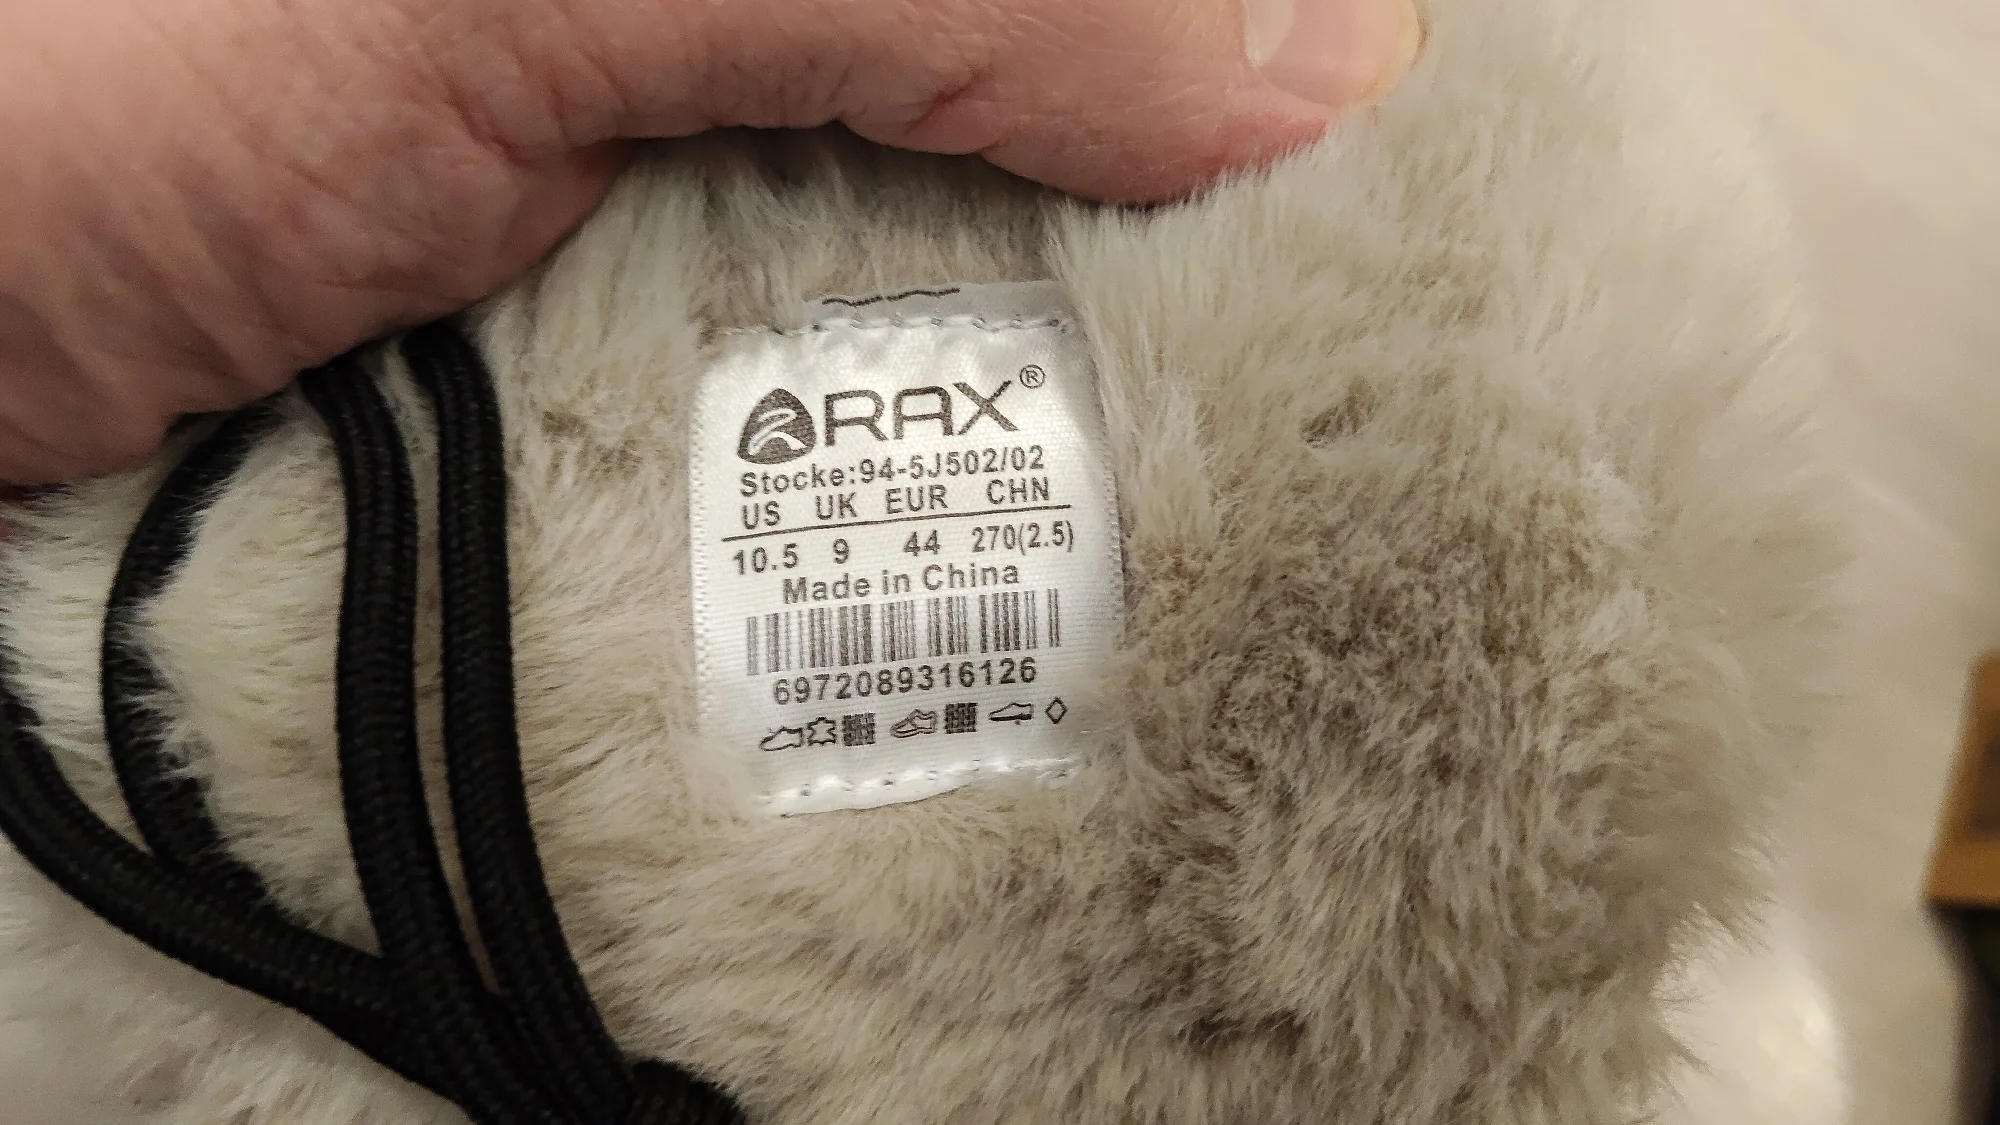 RAX®
Stocke:94-5J502/02
US UK EUR CHN
10.5 9 44 270(2.5)
Made in China
6972089316126